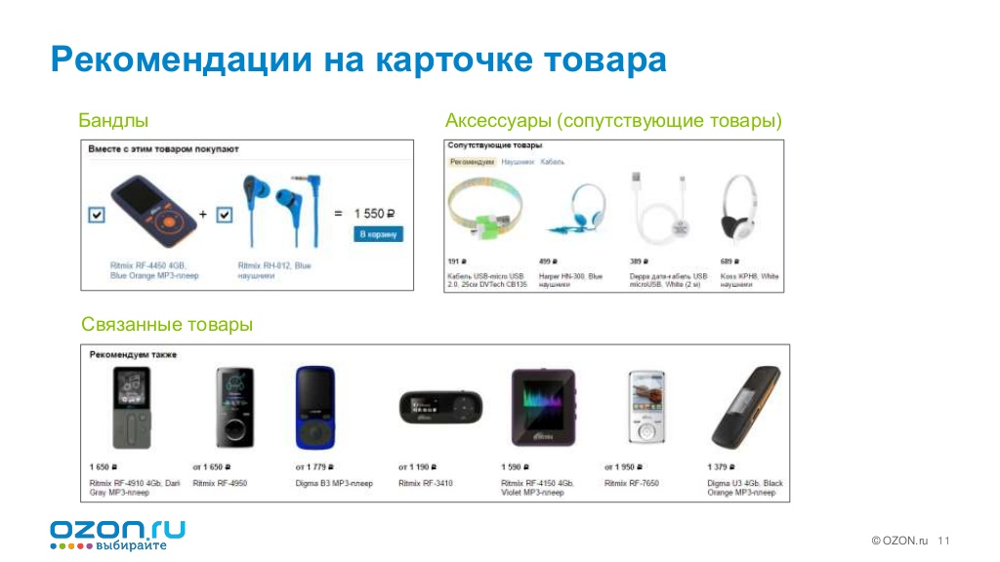 Рекомендации на карточке товара
Бандлы
Вместе с этим товаром покупают
+
=
1 550 ₽
В корзину
Ritmix RF-4450 4GB,
Blue Orange MP3-плеер
Ritmix RH-012, Blue
наушники
Аксессуары (сопутствующие товары)
Сопутствующие товары
Рекомендуем Наушники Кабель
191 ₽
Кабель USB-micro USB
2.0, 25см DVTech CB135
499 ₽
Harper HN-300, Blue
наушники
389 ₽
Deppa дата-кабель USB
microUSB, White (2 м)
689 ₽
Koss KPH8, White
наушники
Связанные товары
Рекомендуем также
1 650 ₽
Ritmix RF-4910 4Gb, Dark
Gray MP3-плеер
от 1 650 ₽
Ritmix RF-4950
от 1 779 ₽
Digma B3 MP3-плеер
от 1 190 ₽
Ritmix RF-3410
1 590 ₽
Ritmix RF-4150 4Gb,
Violet MP3-плеер
от 1 950 ₽
Ritmix RF-7650
1 379 ₽
Digma U3 4Gb, Black
Orange MP3-плеер
ozon.ru
выбирайте
© OZON.ru 11